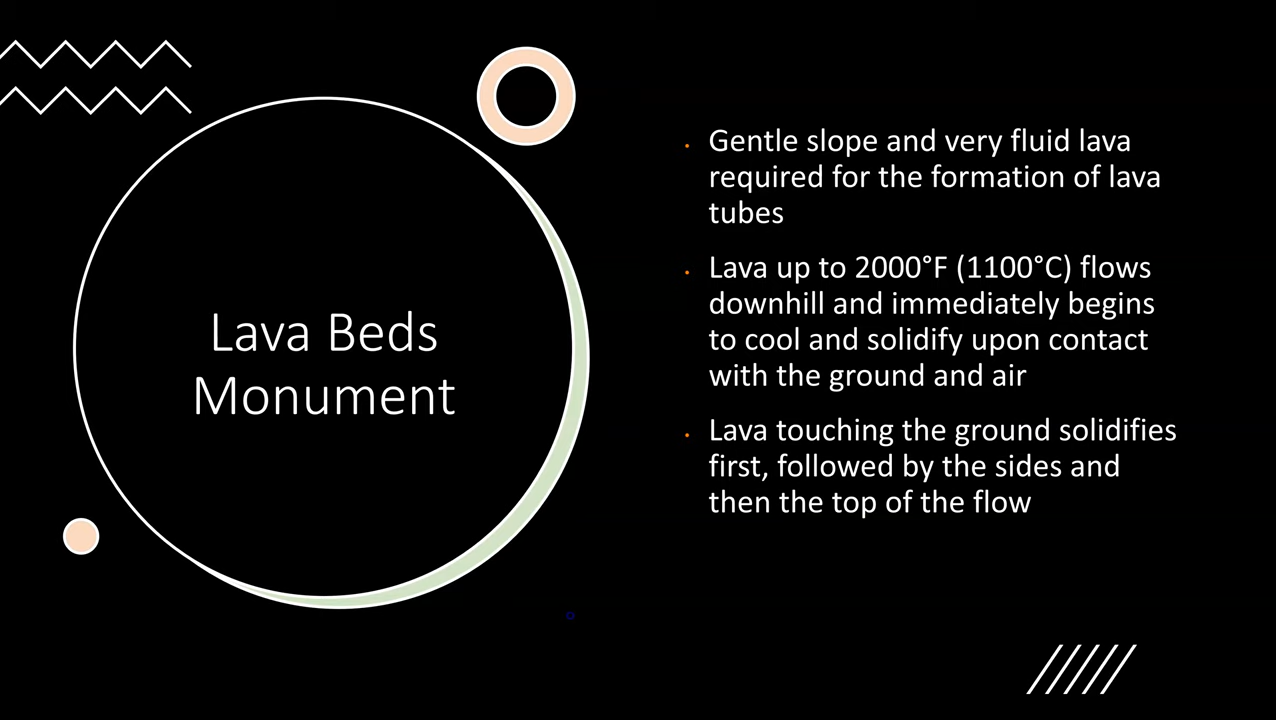 Lava Beds
Monument
• Gentle slope and very fluid lava
required for the formation of lava
tubes
• Lava up to 2000°F (1100°C) flows
downhill and immediately begins
to cool and solidify upon contact
with the ground and air
• Lava touching the ground solidifies
first, followed by the sides and
then the top of the flow